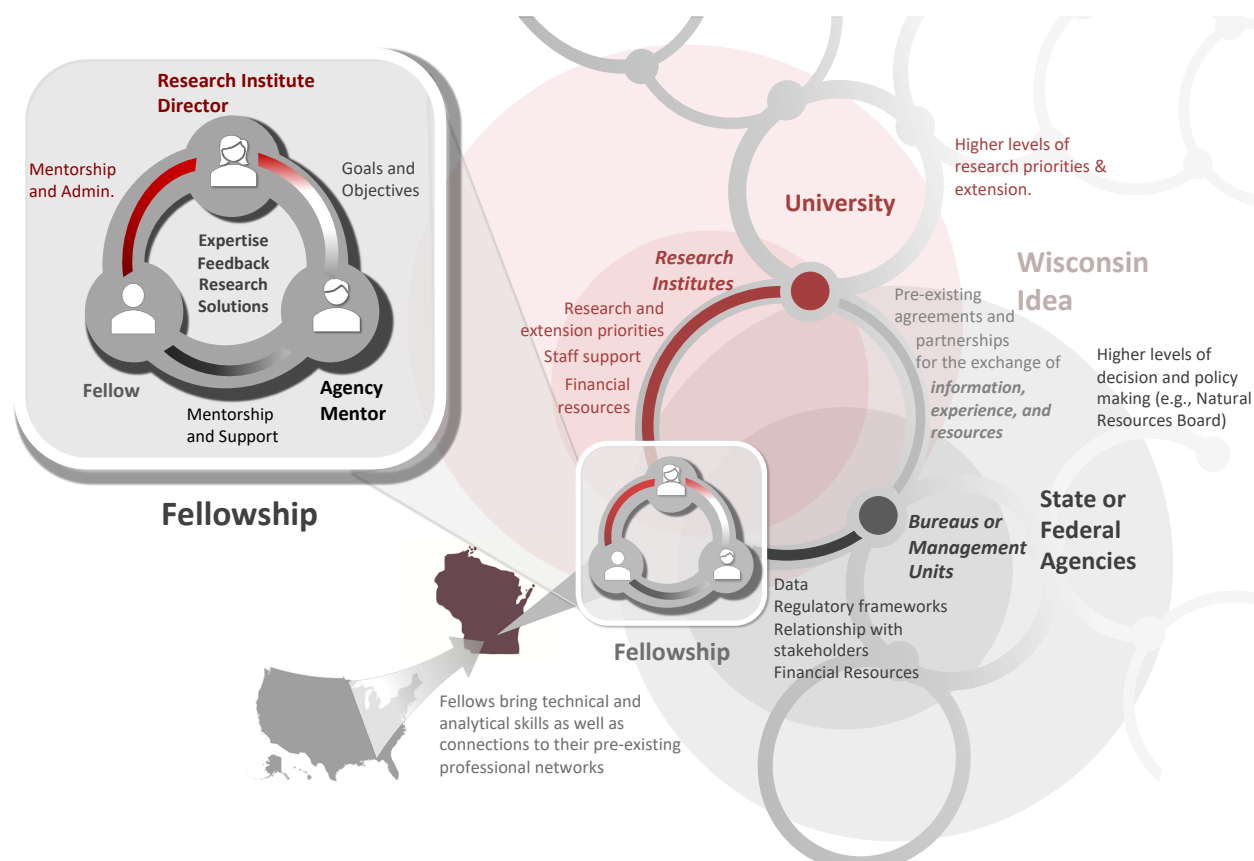 Research Institute
Director
Mentorship
and Admin.
Goals and
Objectives
Expertise
Feedback
Research
Solutions
Fellow
Agency
Mentor
Mentorship
and Support
Fellowship
Higher levels of
research priorities &
extension.
University
Research
Institutes
Wisconsin
Idea
Research and
extension priorities
Staff support
Financial
resources
Pre-existing
agreements and
partnerships
for the exchange of
information,
experience, and
resources
Higher levels of
decision and policy
making (e.g., Natural
Resources Board)
State or
Federal
Agencies
Bureaus or
Management
Units
Data
Regulatory frameworks
Relationship with
stakeholders
Financial Resources
Fellowship
Fellows bring technical and
analytical skills as well as
connections to their pre-existing
professional networks